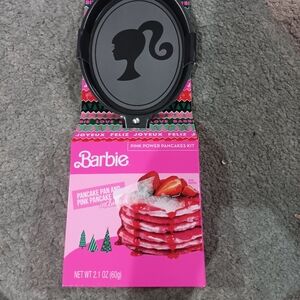 JOYEUX FELIZ JOYEUX FELIZ
PINK POWER PANCAKES KIT
Barbie
PANCAKE PAN AND
PINK PANCAKE
NET WT 2.1 OZ (60g)